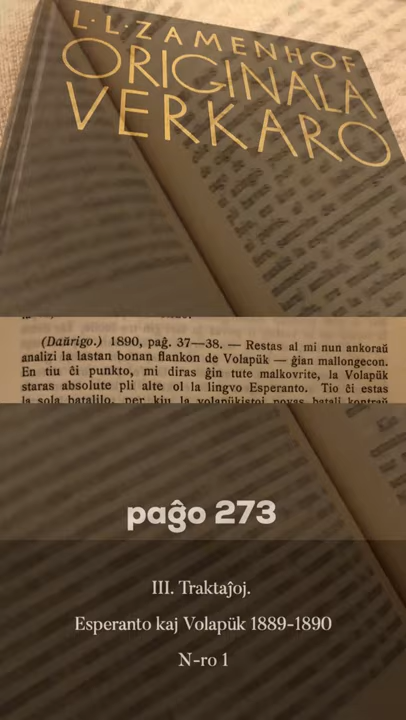 L·L·ZAMENHOF
ORIGINALA
VERKARO
(Daŭrigo.) 1890, paĝ. 37—38. — Restas al mi nun ankoraŭ
analizi la lastan bonan flankon de Volapük — ĝian mallongecon.
En tiu ĉi punkto, mi diras ĝin tute malkovrite, la Volapük
staras absolute pli alte ol la lingvo Esperanto. Tio ĉi estas
la sola batalilo, per kiu la volapükistoj povas batali kontraŭ
paĝo 273
III. Traktaĵoj.
Esperanto kaj Volapük 1889-1890
N-ro 1